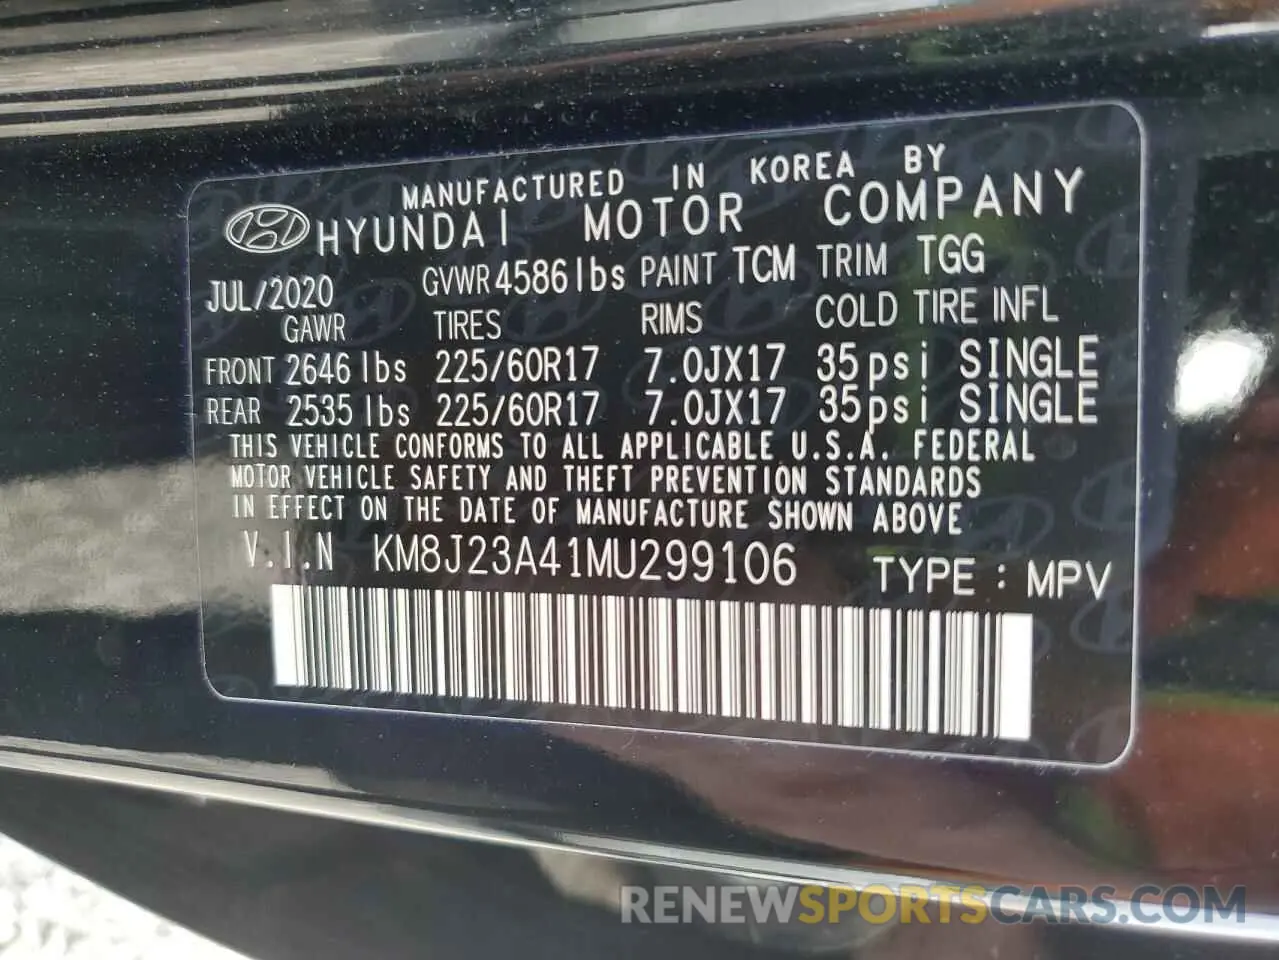 MANUFACTURED IN KOREA BY
HYUNDAI MOTOR COMPANY
JUL/2020 GVWR 4586lbs PAINT TCM TRIM TGG
GAWR TIRES RIMS COLD TIRE INFL
FRONT 2646 lbs 225/60R17 7.0JX17 35psi SINGLE
REAR 2535 lbs 225/60R17 7.0JX17 35psi SINGLE
THIS VEHICLE CONFORMS TO ALL APPLICABLE U.S.A. FEDERAL
MOTOR VEHICLE SAFETY AND THEFT PREVENTION STANDARDS
IN EFFECT ON THE DATE OF MANUFACTURE SHOWN ABOVE
V.I.N KM8J23A41MU299106 TYPE : MPV
RENEWSPORTSCARS.COM